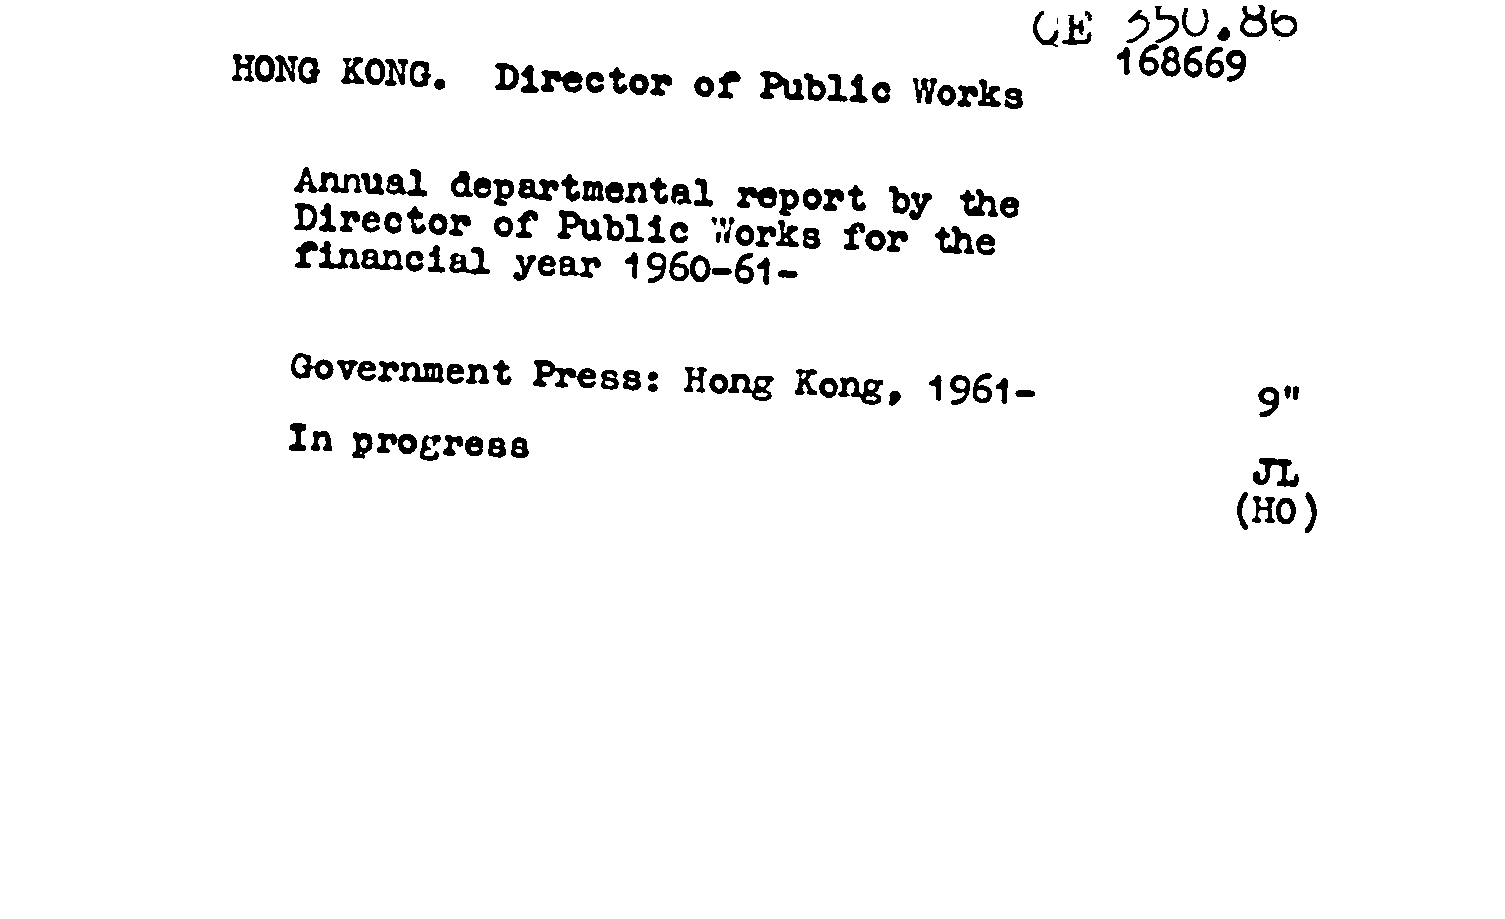 CE 350.86
168669
HONG KONG. Director of Public Works
Annual departmental report by the
Director of Public Works for the
financial year 1960-61-
Government Press: Hong Kong, 1961-
9"
In progress
JL
(HO)